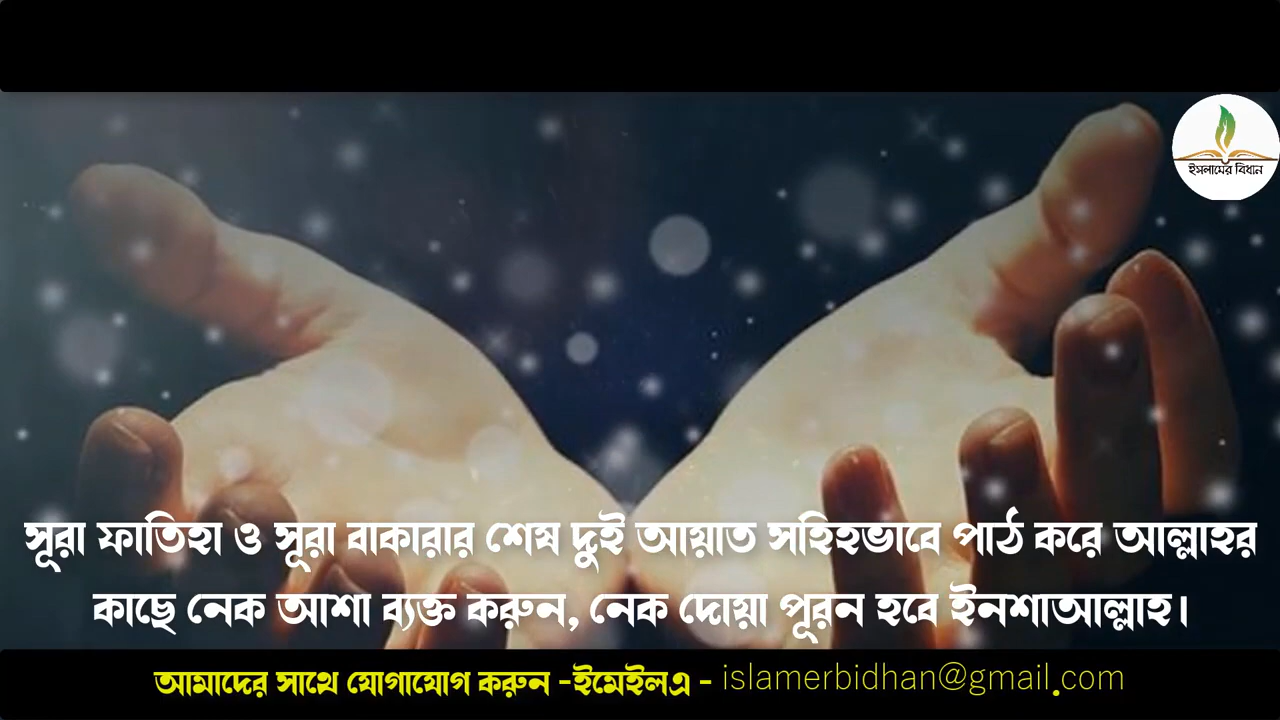 ইসলামের বিধান
সূরা ফাতিহা ও সূরা বাকারার শেষ দুই আয়াত সহিহভাবে পাঠ করে আল্লাহর
কাছে নেক আশা ব্যক্ত করুন, নেক দোয়া পূরন হবে ইনশাআল্লাহ।
আমাদের সাথে যোগাযোগ করুন -ইমেইলএ - islamerbidhan@gmail.com